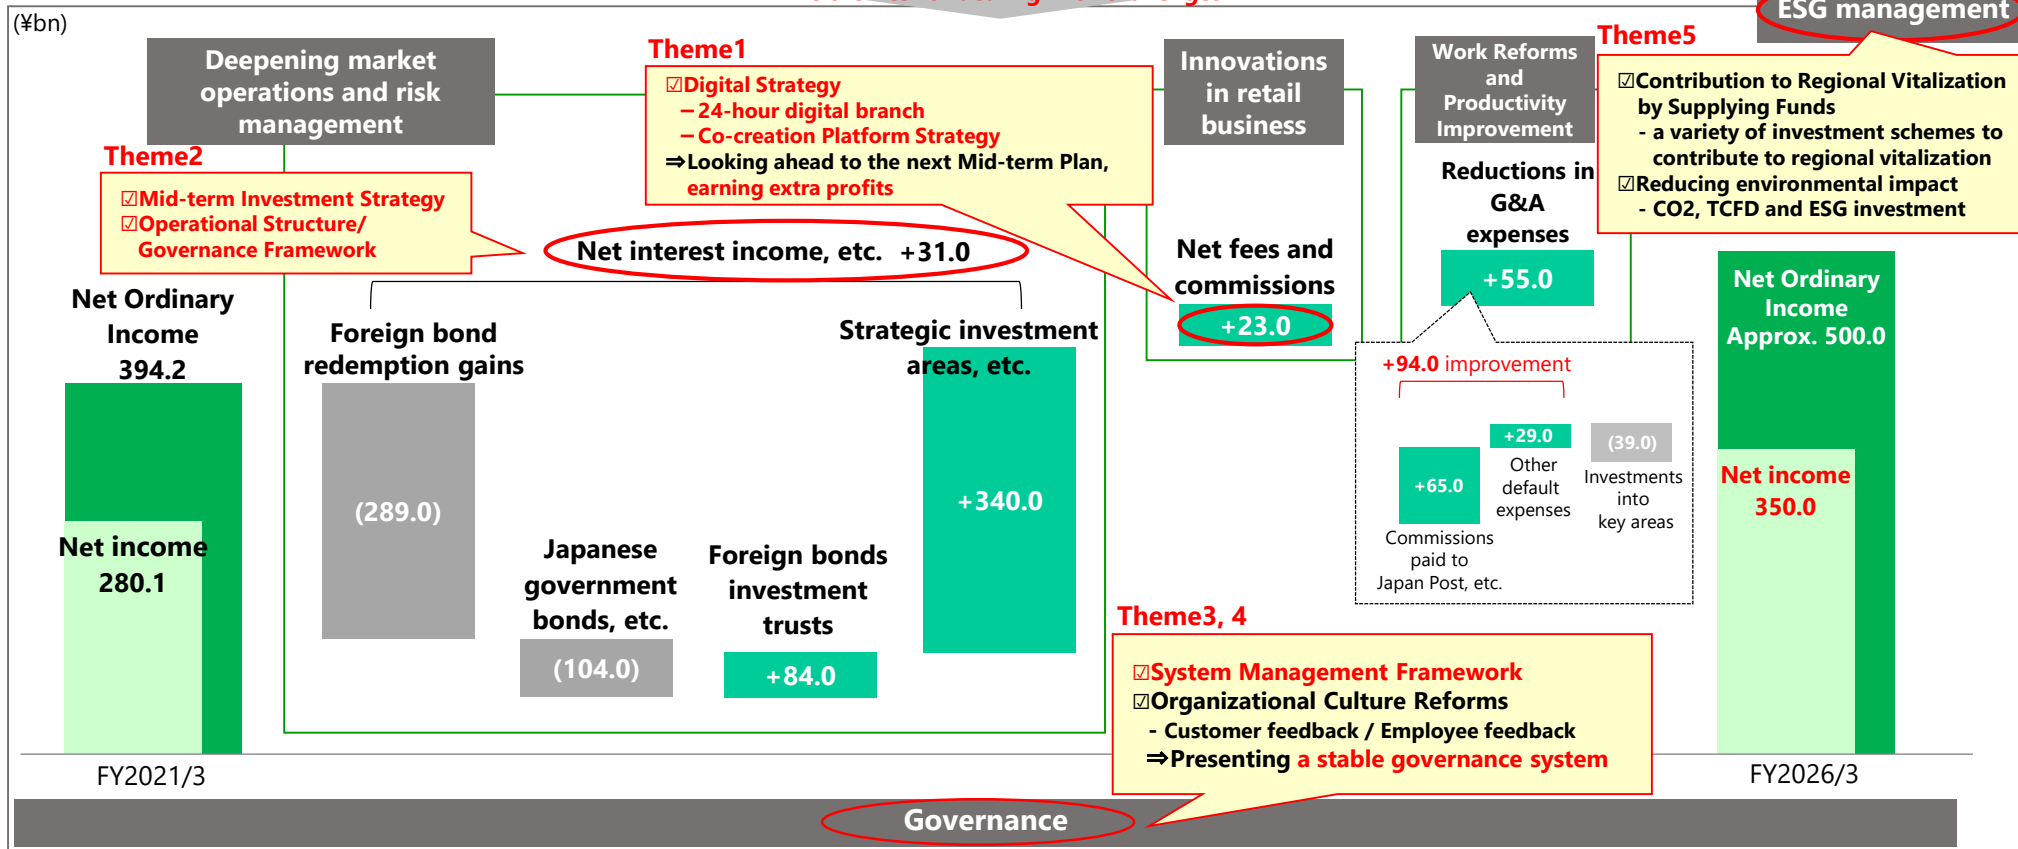 (¥bn)
ESG management
Deepening market
operations and risk
management
Theme1
☑Digital Strategy
–24-hour digital branch
–Co-creation Platform Strategy
⇒Looking ahead to the next Mid-term Plan,
earning extra profits
Innovations
in retail
business
Work Reforms
and
Productivity
Improvement
Theme5
☑Contribution to Regional Vitalization
by Supplying Funds
- a variety of investment schemes to
contribute to regional vitalization
☑Reducing environmental impact
- CO2, TCFD and ESG investment
Theme2
☑Mid-term Investment Strategy
☑Operational Structure/
Governance Framework
Net interest income, etc. +31.0
Net fees and
commissions
+23.0
Reductions in
G&A
expenses
+55.0
Net Ordinary
Income
394.2
Net income
280.1
FY2021/3
Foreign bond
redemption gains
(289.0)
Japanese
government
bonds, etc.
(104.0)
Foreign bonds
investment
trusts
+84.0
Strategic investment
areas, etc.
+340.0
+94.0 improvement
+65.0
Commissions
paid to
Japan Post, etc.
+29.0
Other
default
expenses
(39.0)
Investments
into
key areas
Net Ordinary
Income
Approx. 500.0
Net income
350.0
FY2026/3
Theme3, 4
☑System Management Framework
☑Organizational Culture Reforms
- Customer feedback / Employee feedback
⇒Presenting a stable governance system
Governance